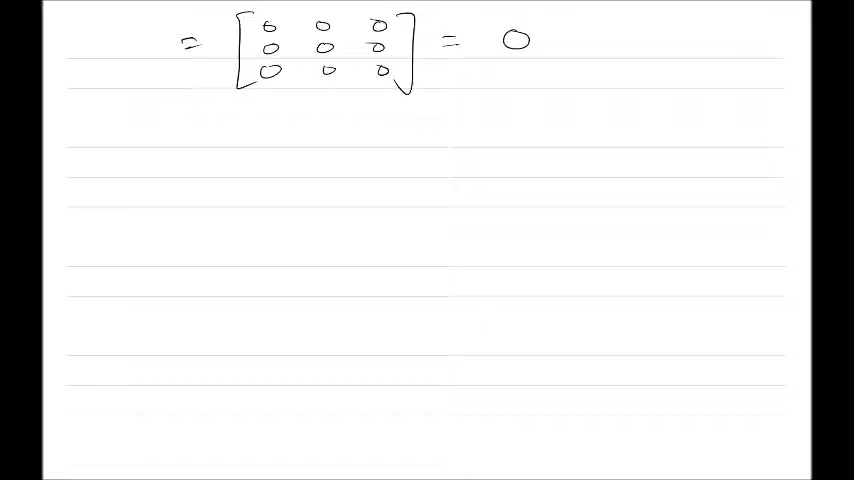 = [ 0 0 0
0 0 0
0 0 0 ] = 0